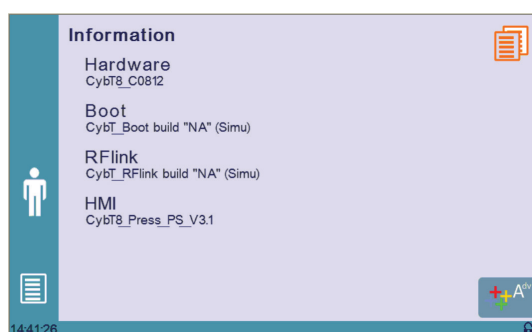 Information
Hardware
CybT8_C0812
Boot
CybT_Boot build "NA" (Simu)
RFlink
CybT_RFlink build "NA" (Simu)
HMI
CybT8_Press_PS_V3.1
Adv
14:41:26